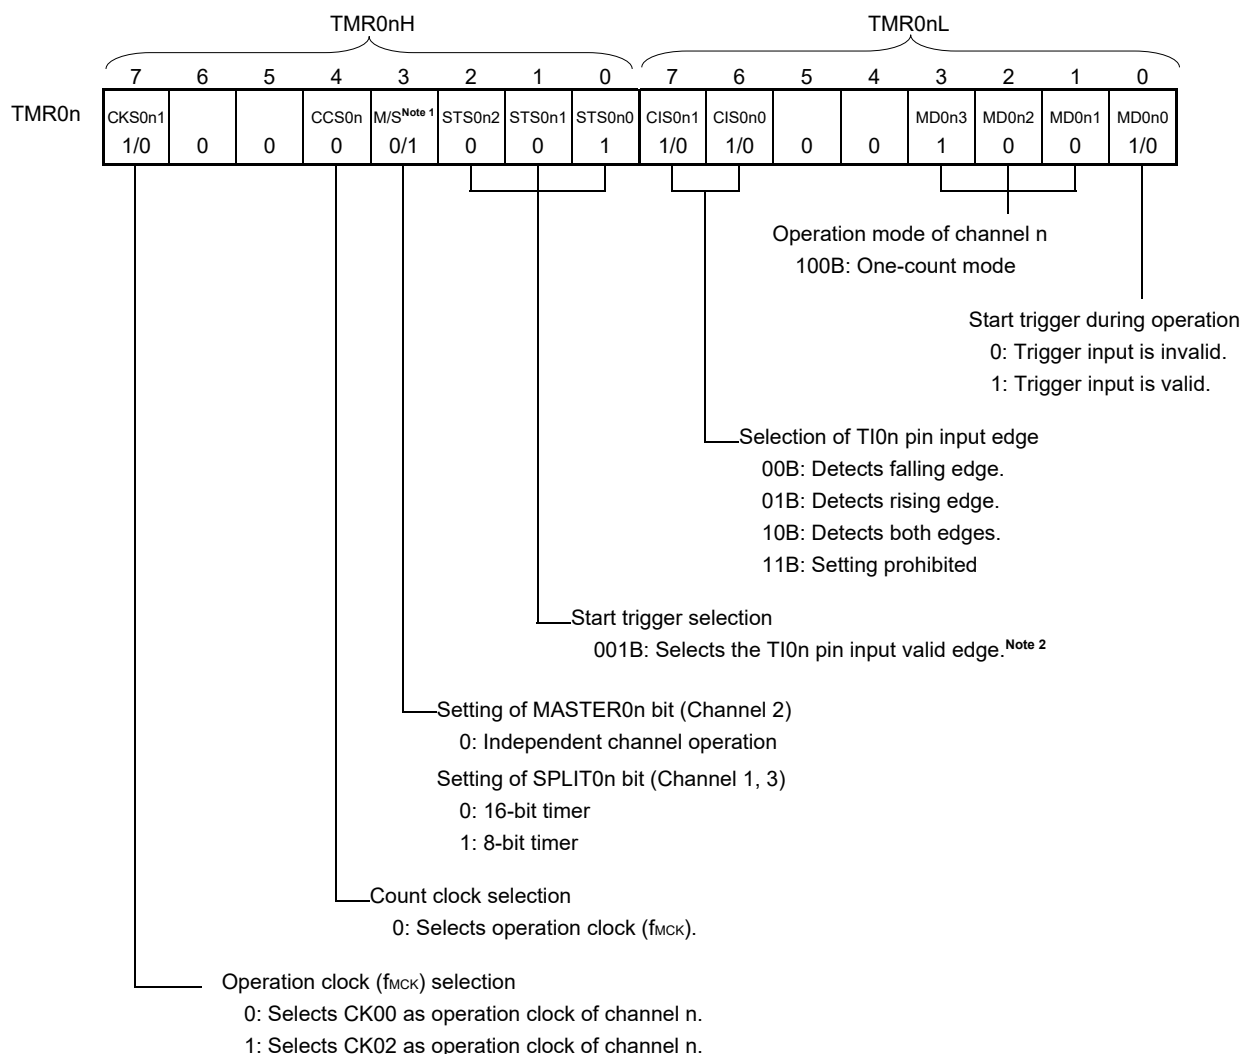 TMR0nH TMR0nL
7 6 5 4 3 2 1 0 7 6 5 4 3 2 1 0
TMR0n CKS0n1 CCS0n M/S Note 1 STS0n2 STS0n1 STS0n0 CIS0n1 CIS0n0 MD0n3 MD0n2 MD0n1 MD0n0
1/0 0 0 0 0/1 0 0 1 1/0 1/0 0 0 1 0 0 1/0
Operation mode of channel n
100B: One-count mode
Start trigger during operation
0: Trigger input is invalid.
1: Trigger input is valid.
Selection of TI0n pin input edge
00B: Detects falling edge.
01B: Detects rising edge.
10B: Detects both edges.
11B: Setting prohibited
Start trigger selection
001B: Selects the TI0n pin input valid edge.Note 2
Setting of MASTER0n bit (Channel 2)
0: Independent channel operation
Setting of SPLIT0n bit (Channel 1, 3)
0: 16-bit timer
1: 8-bit timer
Count clock selection
0: Selects operation clock (fMCK).
Operation clock (fMCK) selection
0: Selects CK00 as operation clock of channel n.
1: Selects CK02 as operation clock of channel n.